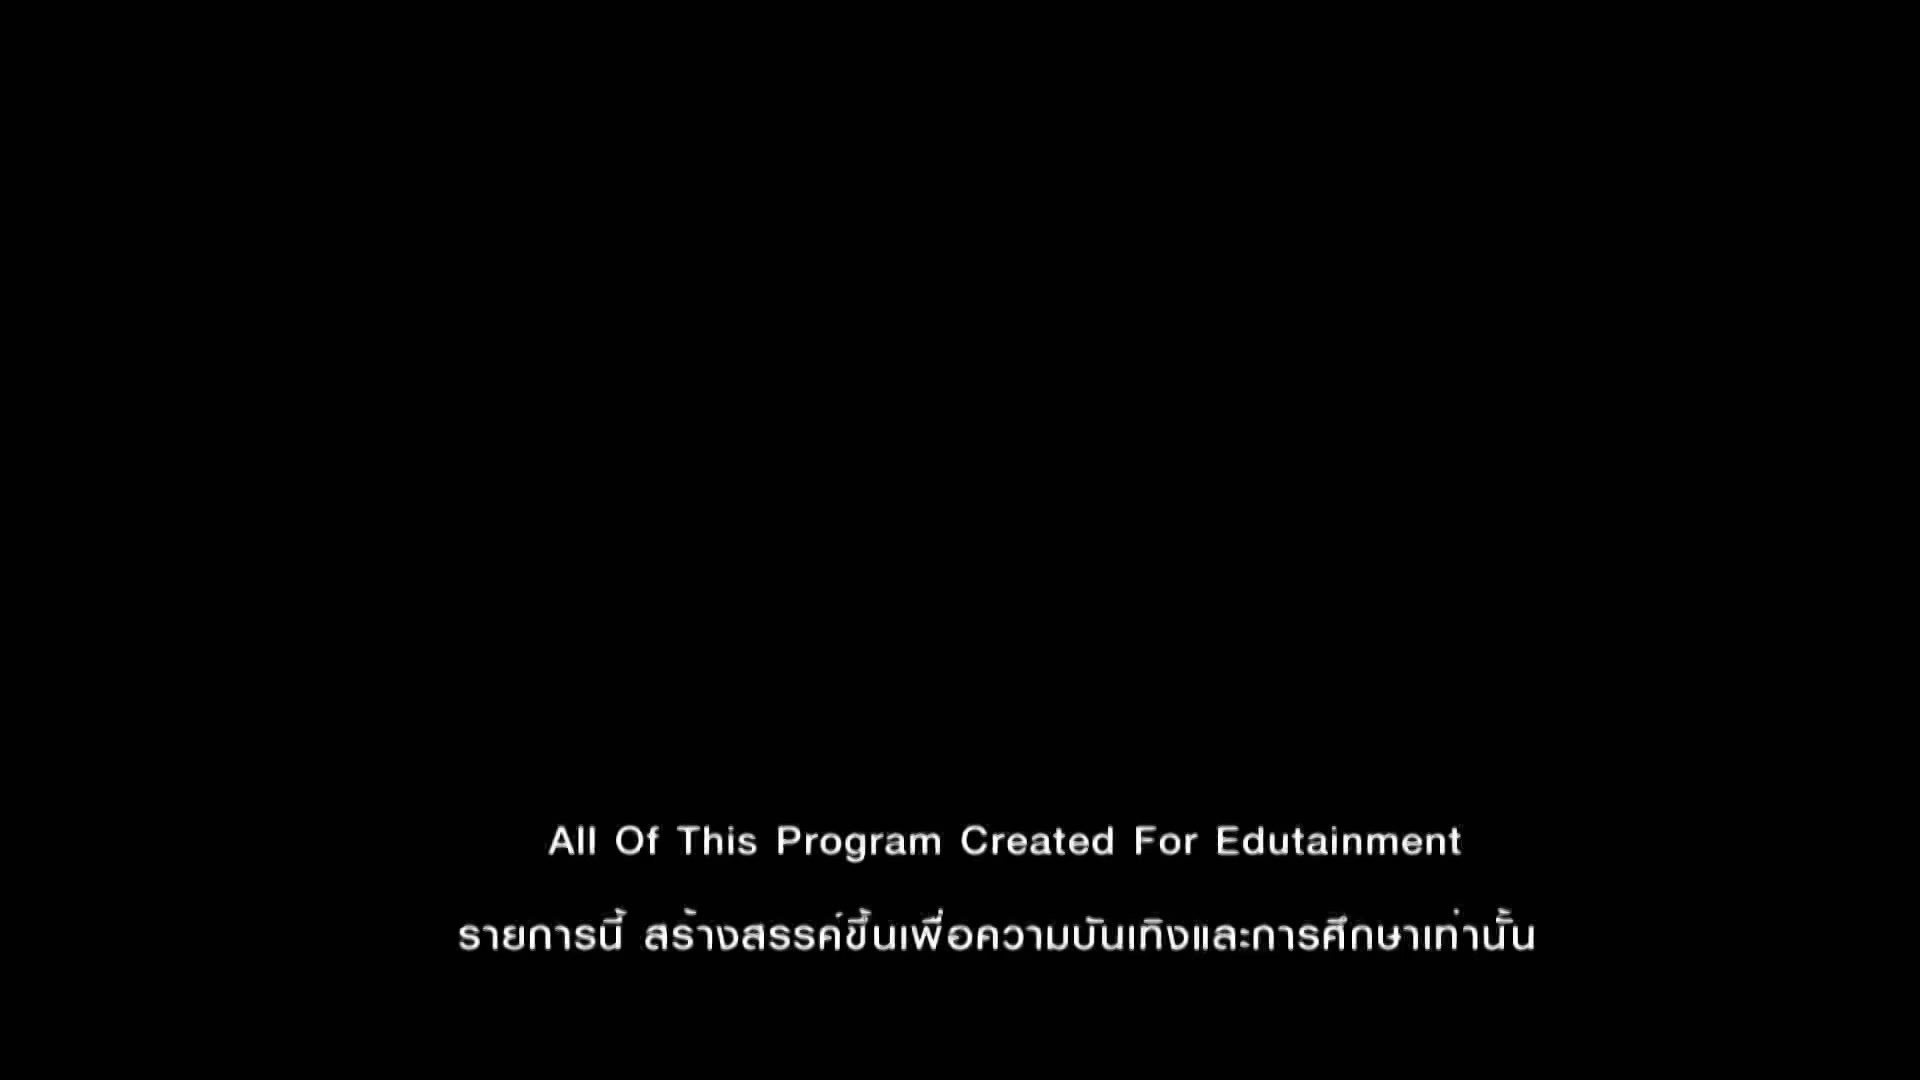 All Of This Program Created For Edutainment
รายการนี้ สร้างสรรค์ขึ้นเพื่อความบันเทิงและการศึกษาเท่านั้น